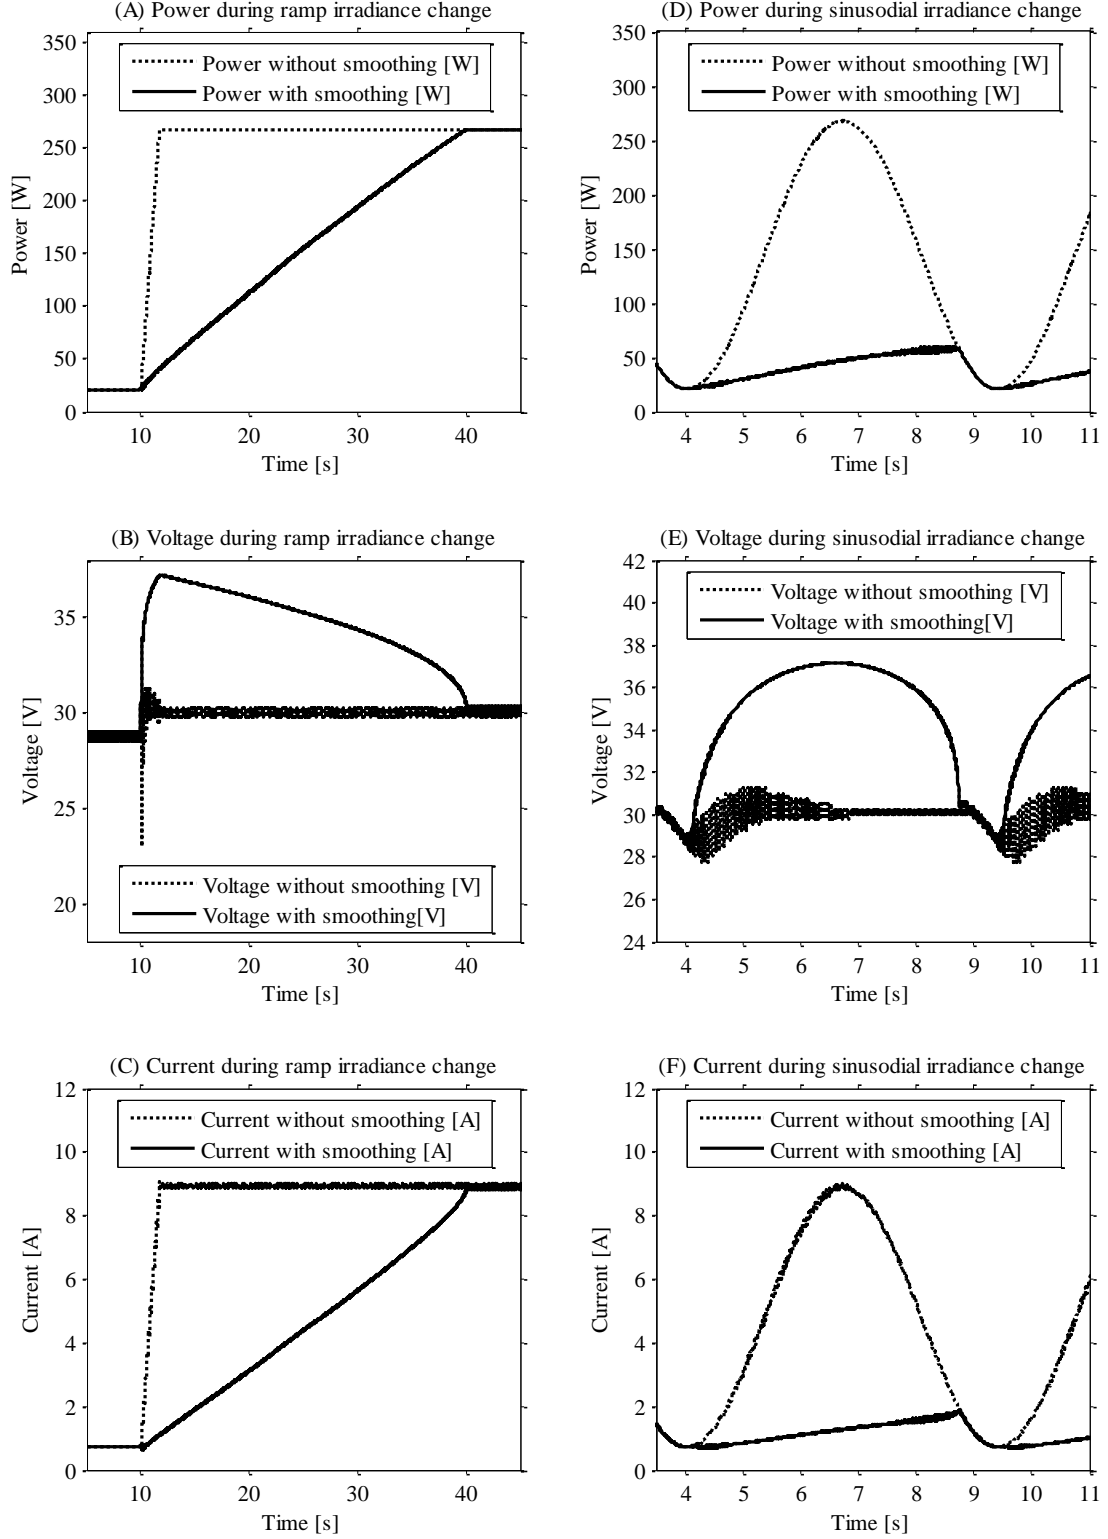 (A) Power during ramp irradiance change
350
300
250
200
150
100
50
0
Power [W]
Power without smoothing [W]
Power with smoothing [W]
10 20 30 40
Time [s]
(D) Power during sinusodial irradiance change
350
300
250
200
150
100
50
0
Power [W]
Power without smoothing [W]
Power with smoothing [W]
4 5 6 7 8 9 10 11
Time [s]
(B) Voltage during ramp irradiance change
35
30
25
20
Voltage [V]
Voltage without smoothing [V]
Voltage with smoothing[V]
10 20 30 40
Time [s]
(E) Voltage during sinusodial irradiance change
42
40
38
36
34
32
30
28
26
24
Voltage [V]
Voltage without smoothing [V]
Voltage with smoothing[V]
4 5 6 7 8 9 10 11
Time [s]
(C) Current during ramp irradiance change
12
10
8
6
4
2
0
Current [A]
Current without smoothing [A]
Current with smoothing [A]
10 20 30 40
Time [s]
(F) Current during sinusodial irradiance change
12
10
8
6
4
2
0
Current [A]
Current without smoothing [A]
Current with smoothing [A]
4 5 6 7 8 9 10 11
Time [s]